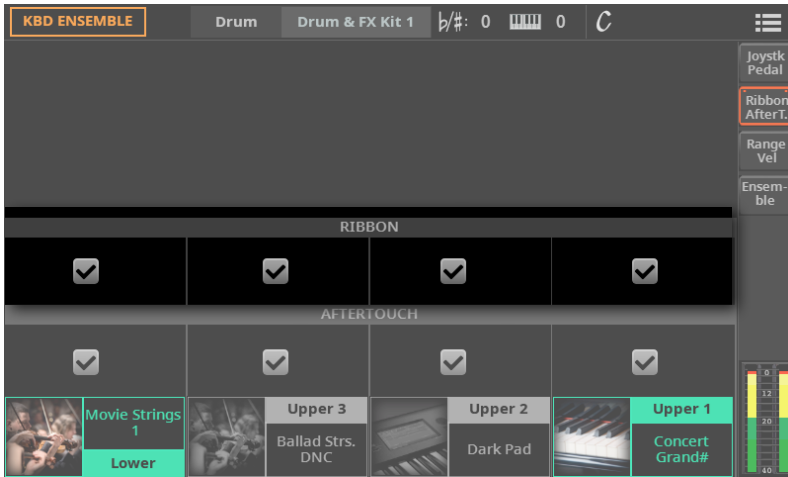 KBD ENSEMBLE Drum Drum & FX Kit 1 ♭/♯: 0 0 C
Joystk
Pedal
Ribbon
AfterT.
Range
Vel
Ensem-
ble
RIBBON
AFTERTOUCH
Movie Strings
1
Lower
Upper 3
Ballad Strs.
DNC
Upper 2
Dark Pad
Upper 1
Concert
Grand#
0
12
20
40